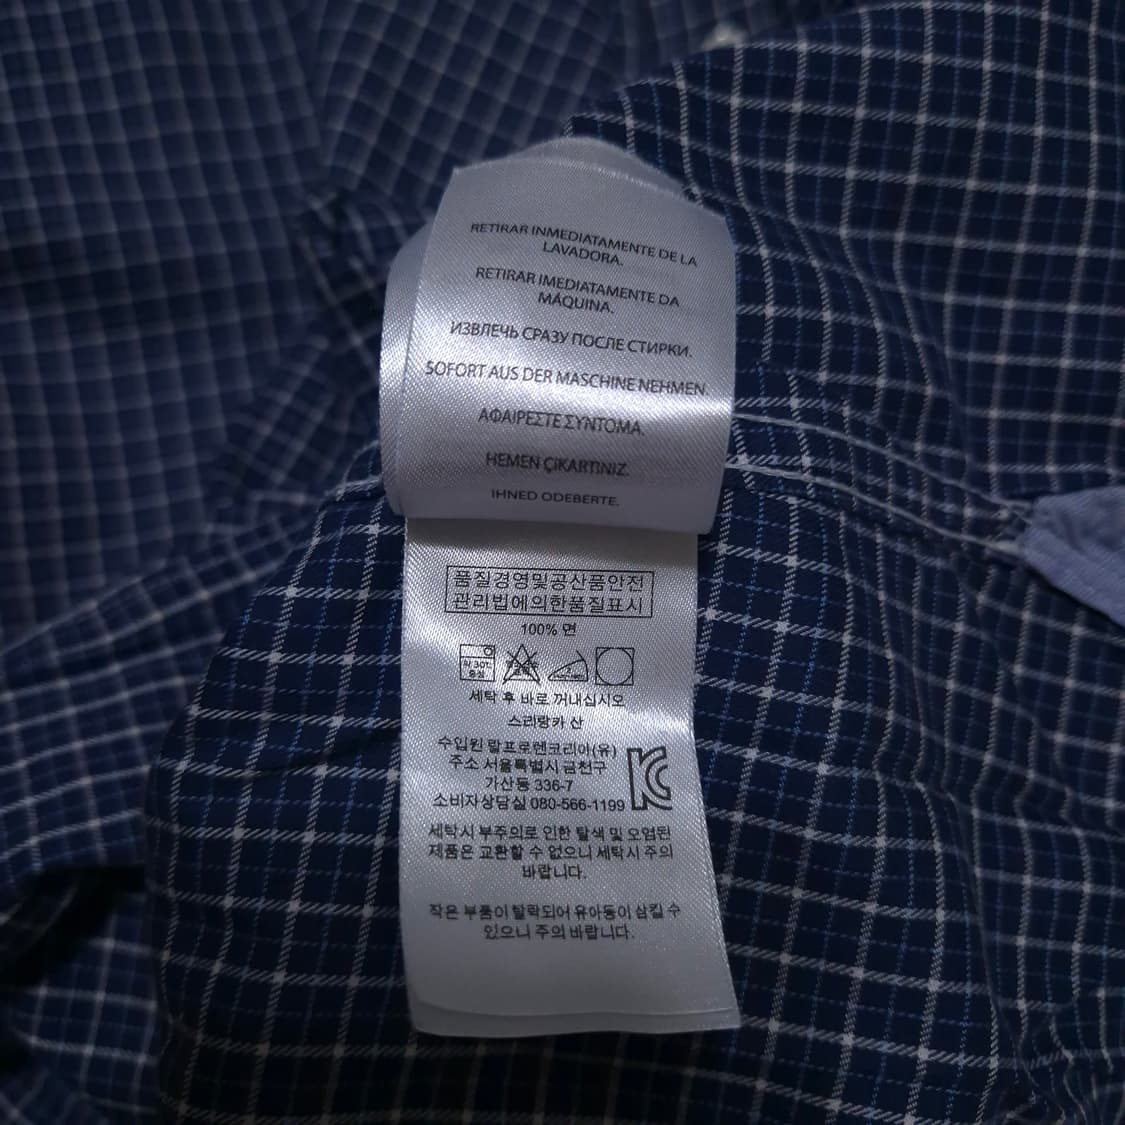 RETIRAR INMEDIATAMENTE DE LA
LAVADORA.
RETIRAR IMEDIATAMENTE DA
MÁQUINA.
ИЗВЛЕЧЬ СРАЗУ ПОСЛЕ СТИРКИ.
SOFORT AUS DER MASCHINE NEHMEN.
ΑΦΑΙΡΕΣΤΕ ΣΥΝΤΟΜΑ.
HEMEN ÇiKARTINIZ.
IHNED ODEBERTE.
품질경영및공산품안전
관리법에의한품질표시
100% 면
약 30℃
중성
세탁 후 바로 꺼내십시오
스리랑카 산
수입원 랄프로렌코리아(유)
주소 서울특별시 금천구
가산동 336-7
소비자상담실 080-566-1199
세탁시 부주의로 인한 탈색 및 오염된
제품은 교환할 수 없으니 세탁시 주의
바랍니다.
작은 부품이 탈락되어 유아동이 삼킬 수
있으니 주의 바랍니다.